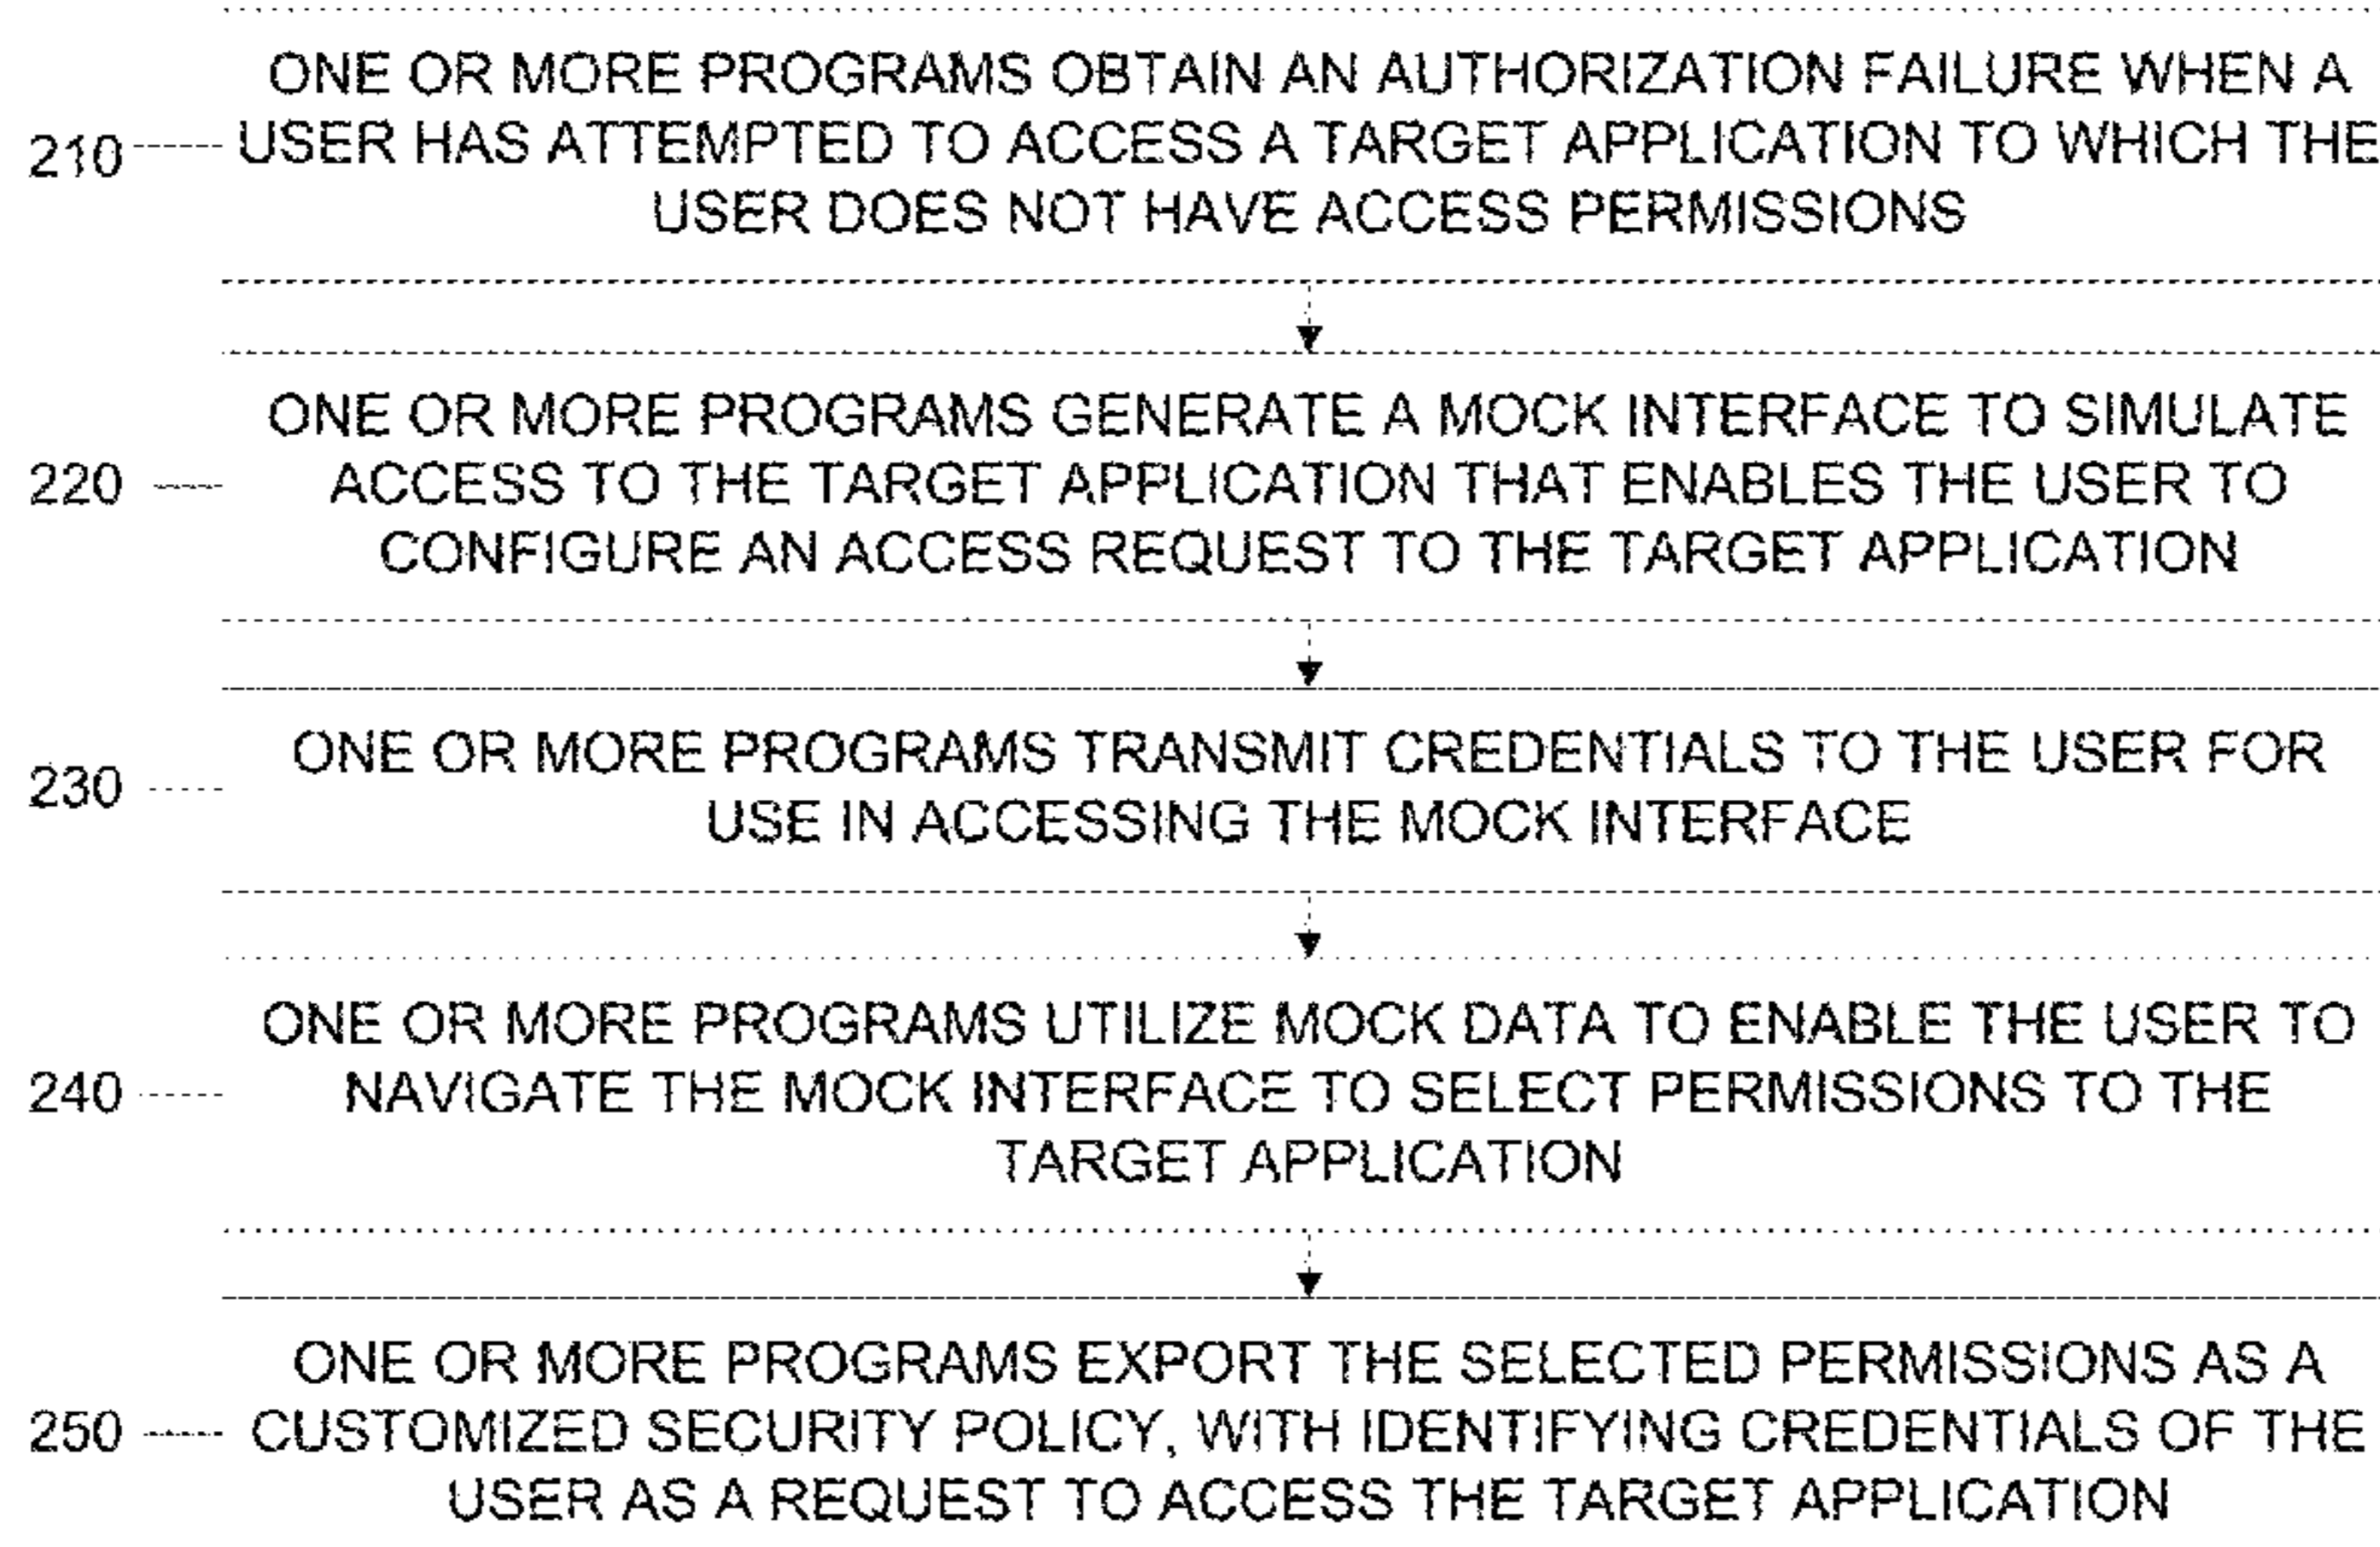 ONE OR MORE PROGRAMS OBTAIN AN AUTHORIZATION FAILURE WHEN A
210 USER HAS ATTEMPTED TO ACCESS A TARGET APPLICATION TO WHICH THE
USER DOES NOT HAVE ACCESS PERMISSIONS
ONE OR MORE PROGRAMS GENERATE A MOCK INTERFACE TO SIMULATE
220 ACCESS TO THE TARGET APPLICATION THAT ENABLES THE USER TO
CONFIGURE AN ACCESS REQUEST TO THE TARGET APPLICATION
ONE OR MORE PROGRAMS TRANSMIT CREDENTIALS TO THE USER FOR
230 USE IN ACCESSING THE MOCK INTERFACE
ONE OR MORE PROGRAMS UTILIZE MOCK DATA TO ENABLE THE USER TO
240 NAVIGATE THE MOCK INTERFACE TO SELECT PERMISSIONS TO THE
TARGET APPLICATION
ONE OR MORE PROGRAMS EXPORT THE SELECTED PERMISSIONS AS A
250 CUSTOMIZED SECURITY POLICY, WITH IDENTIFYING CREDENTIALS OF THE
USER AS A REQUEST TO ACCESS THE TARGET APPLICATION